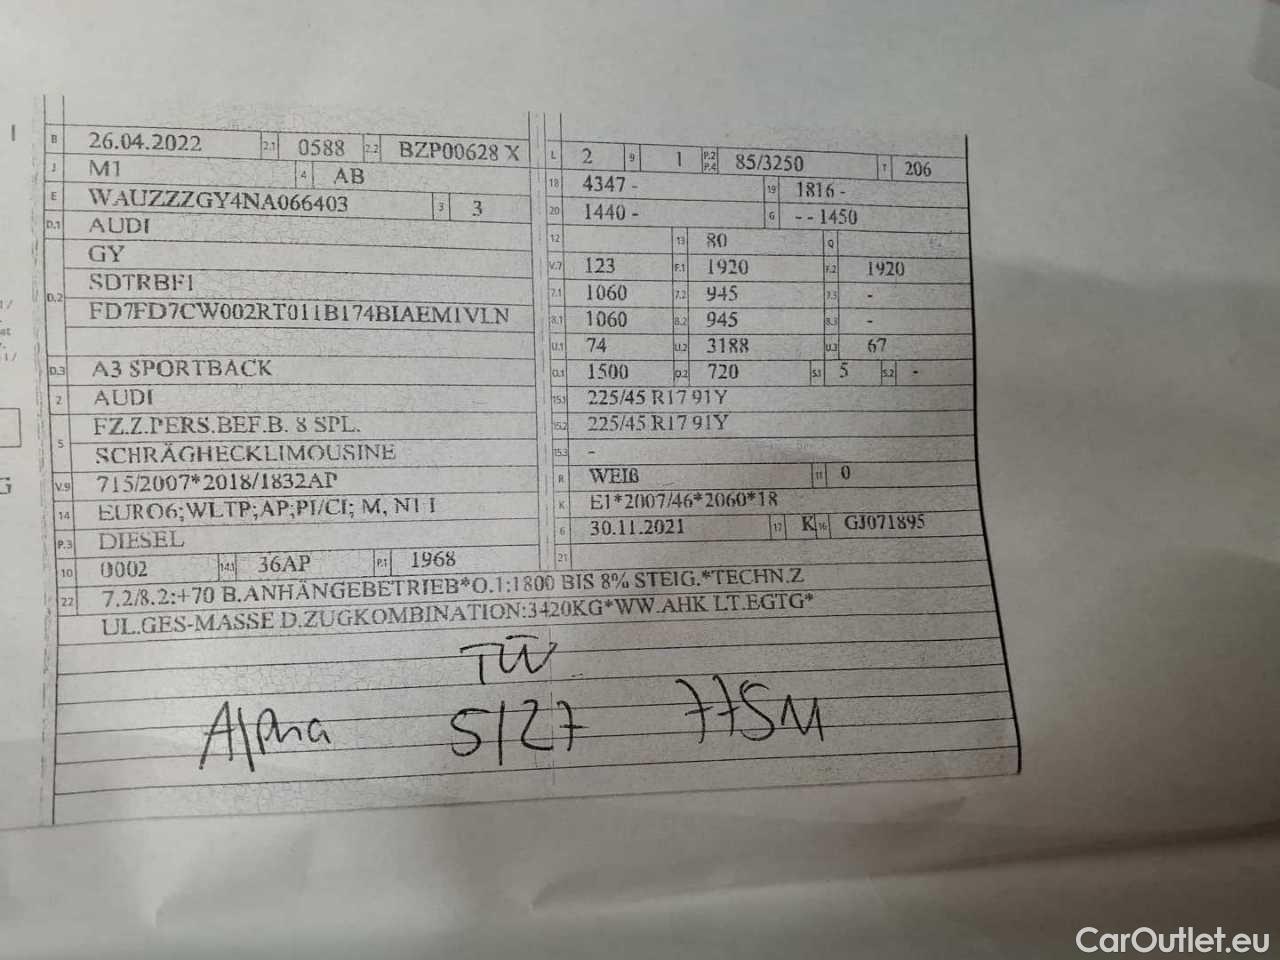 B 26.04.2022 2.1 0588 2.2 BZP00628 X
J M1 4 AB
E WAUZZZGY4NA066403 3 3
D.1 AUDI
GY
D.2 SDTRBF1
FD7FD7CW002RT011B174BIAEM1VLN
D.3 A3 SPORTBACK
2 AUDI
5 FZ.Z.PERS.BEF.B. 8 SPL.
SCHRÄGHECKLIMOUSINE
V.9 715/2007*2018/1832AP
14 EURO6;WLTP;AP;PI/CI; M, N1 I
P.3 DIESEL
10 0002 14.1 36AP P.1 1968
L 2 9 1 P.2 P.4 85/3250 T 206
18 4347 - 19 1816 -
20 1440 - G - - 1450
12 13 80 Q
V.7 123 F.1 1920 F.2 1920
7.1 1060 7.2 945 7.3 -
8.1 1060 8.2 945 8.3 -
U.1 74 U.2 3188 U.3 67
O.1 1500 O.2 720 S.1 5 S.2 -
15.1 225/45 R17 91Y
15.2 225/45 R17 91Y
15.3 -
R WEIß 11 0
K E1*2007/46*2060*18
6 30.11.2021 17 K 16 GJ071895
21
22 7.2/8.2:+70 B.ANHÄNGEBETRIEB*O.1:1800 BIS 8% STEIG.*TECHN.Z
UL.GES-MASSE D.ZUGKOMBINATION:3420KG*WW.AHK LT.EGTG*
TÜV
Alpha 5/27 77SM
CarOutlet.eu